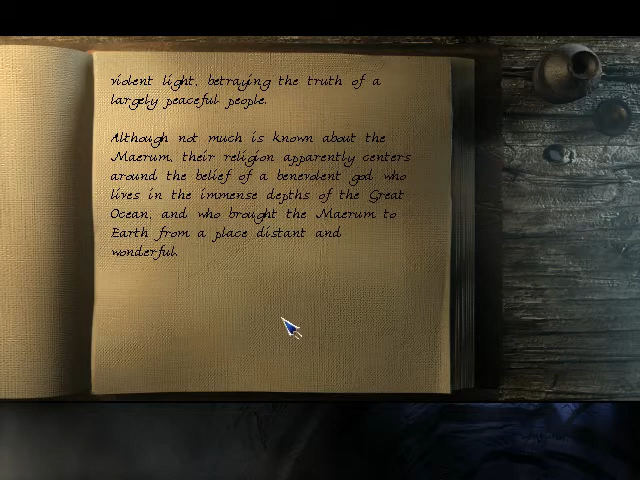 violent light, betraying the truth of a
largely peaceful people.
Although not much is known about the
Maerum, their religion apparently centers
around the belief of a benevolent god who
lives in the immense depths of the Great
Ocean, and who brought the Maerum to
Earth from a place distant and
wonderful.